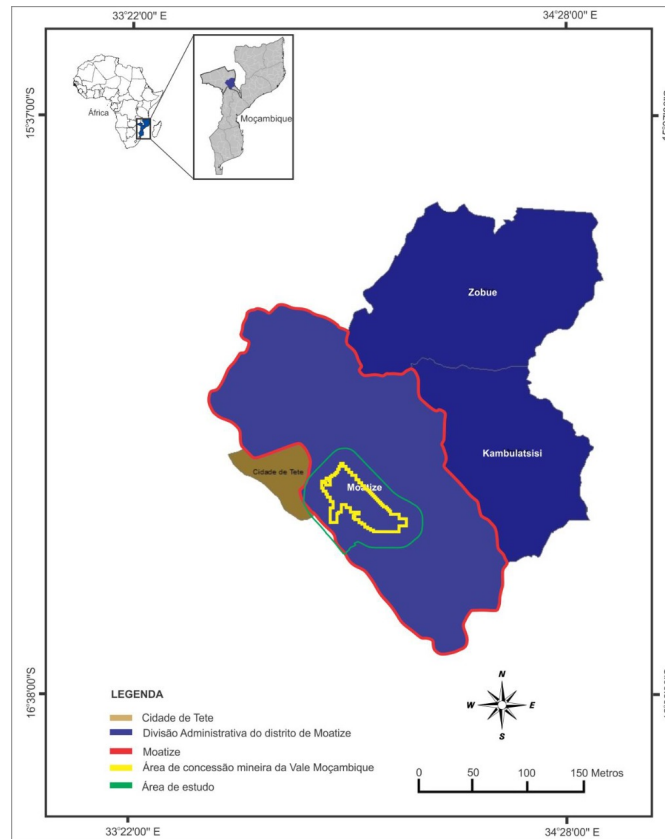 33°22'00" E
34°28'00" E
15°37'00"S
África
Moçambique
Zobue
Kambulatsisi
Cidade de Tete
Moatize
16°38'00"S
LEGENDA
Cidade de Tete
Divisão Administrativa do distrito de Moatize
Moatize
Área de concessão mineira da Vale Moçambique
Área de estudo
N
W
E
S
0 50 100 150 Metros
33°22'00" E
34°28'00" E